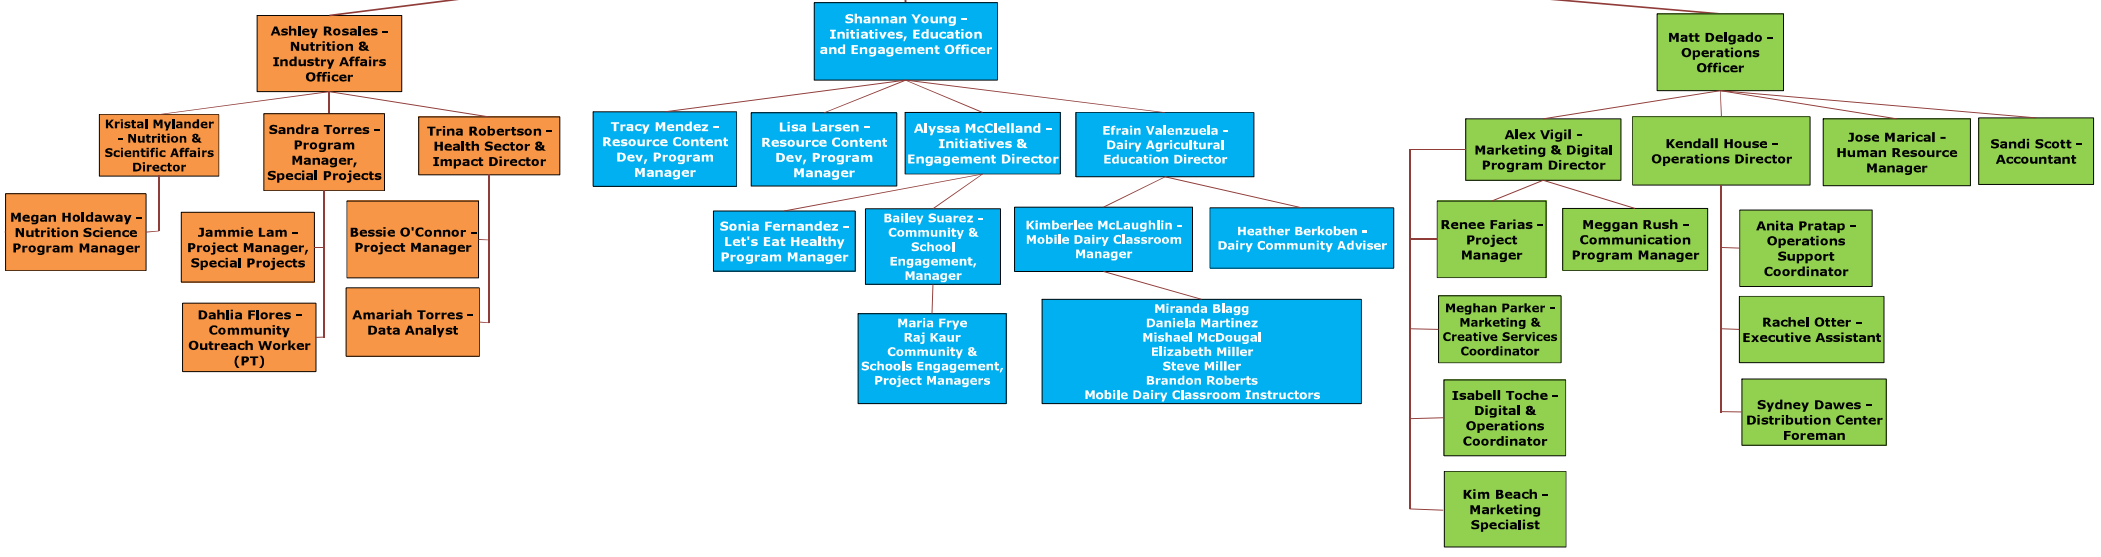 Ashley Rosales –
Nutrition &
Industry Affairs
Officer
Shannan Young –
Initiatives, Education
and Engagement Officer
Matt Delgado –
Operations
Officer
Kristal Mylander
– Nutrition &
Scientific Affairs
Director
Sandra Torres –
Program
Manager,
Special Projects
Trina Robertson –
Health Sector &
Impact Director
Tracy Mendez –
Resource Content
Dev, Program
Manager
Lisa Larsen –
Resource Content
Dev, Program
Manager
Alyssa McClelland –
Initiatives &
Engagement Director
Efrain Valenzuela –
Dairy Agricultural
Education Director
Alex Vigil –
Marketing & Digital
Program Director
Kendall House –
Operations Director
Jose Marical –
Human Resource
Manager
Sandi Scott –
Accountant
Megan Holdaway –
Nutrition Science
Program Manager
Jammie Lam –
Project Manager,
Special Projects
Bessie O'Connor –
Project Manager
Sonia Fernandez –
Let's Eat Healthy
Program Manager
Bailey Suarez –
Community &
School
Engagement,
Manager
Kimberlee McLaughlin –
Mobile Dairy Classroom
Manager
Heather Berkoben –
Dairy Community Adviser
Renee Farias –
Project
Manager
Meggan Rush –
Communication
Program Manager
Anita Pratap –
Operations
Support
Coordinator
Dahlia Flores –
Community
Outreach Worker
(PT)
Amariah Torres –
Data Analyst
Maria Frye
Raj Kaur
Community &
Schools Engagement,
Project Managers
Miranda Blagg
Daniela Martinez
Mishael McDougal
Elizabeth Miller
Steve Miller
Brandon Roberts
Mobile Dairy Classroom Instructors
Meghan Parker –
Marketing &
Creative Services
Coordinator
Rachel Otter –
Executive Assistant
Isabell Toche –
Digital &
Operations
Coordinator
Sydney Dawes –
Distribution Center
Foreman
Kim Beach –
Marketing
Specialist